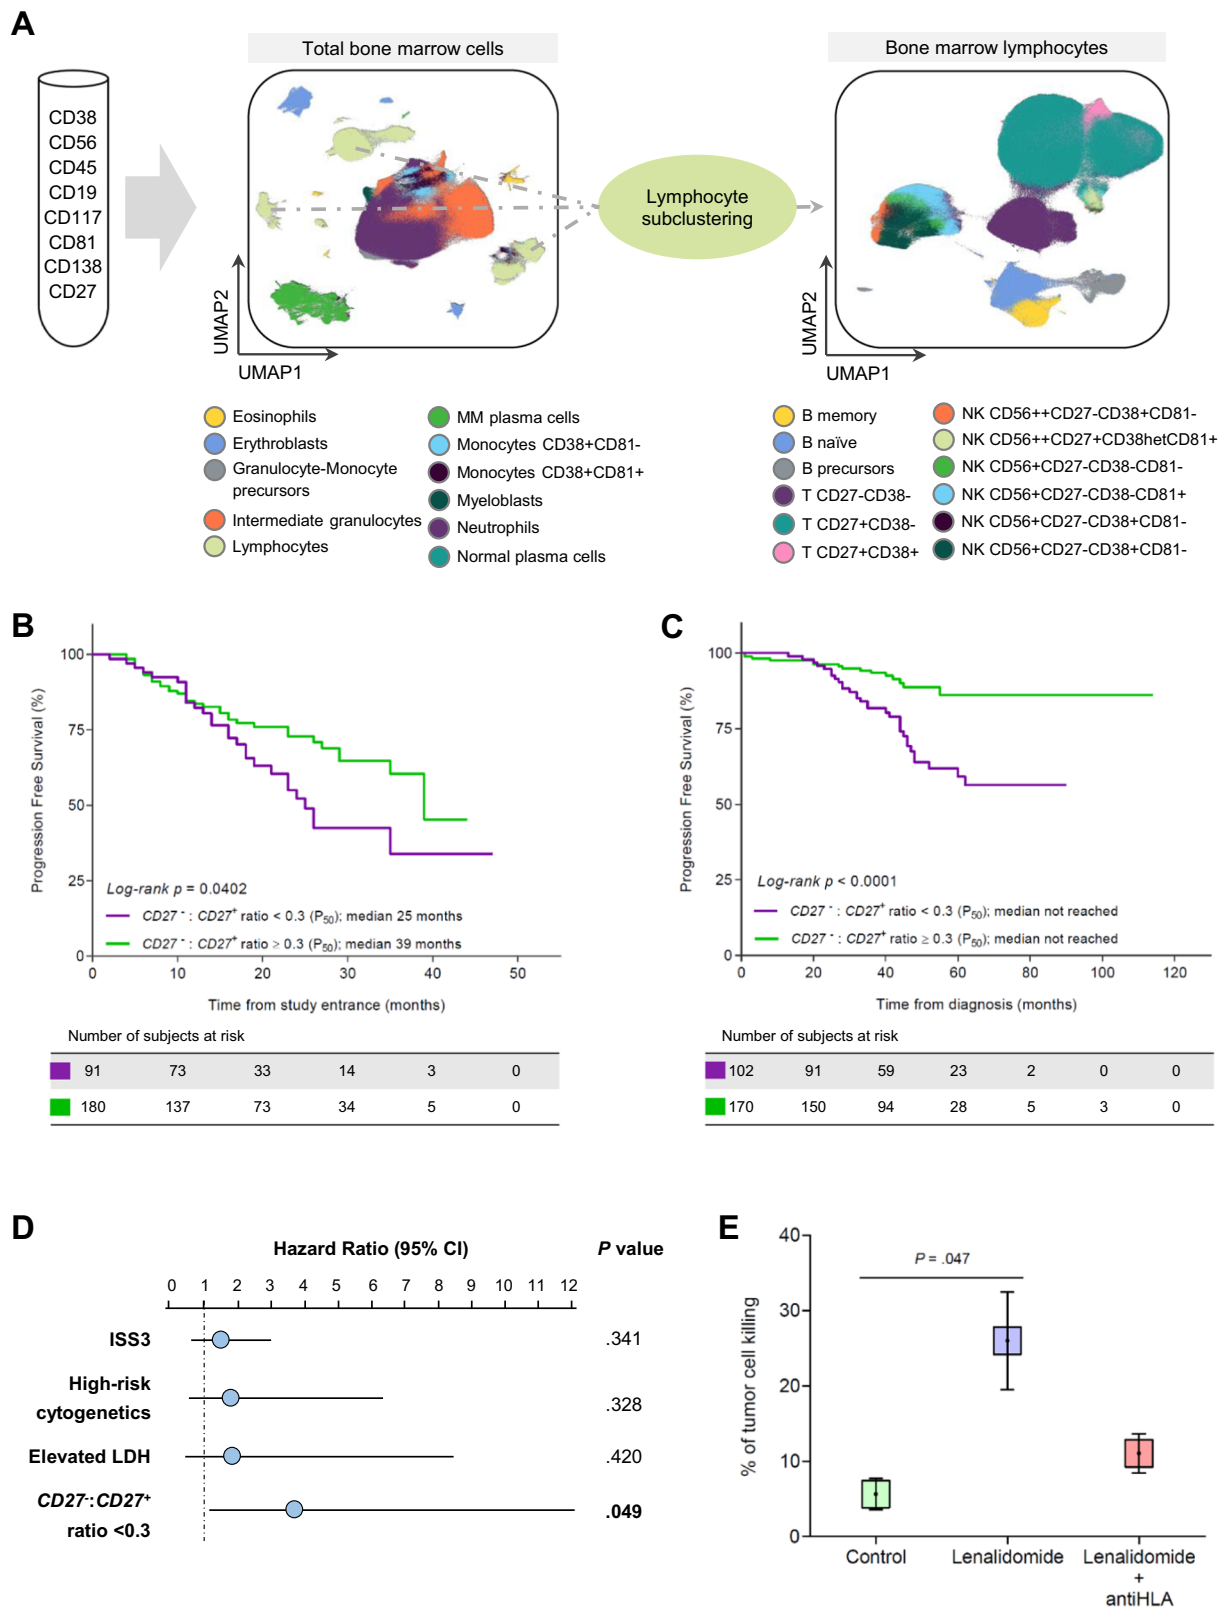 A
Total bone marrow cells
Bone marrow lymphocytes
CD38
CD56
CD45
CD19
CD117
CD81
CD138
CD27
Lymphocyte
subclustering
UMAP2
UMAP1
UMAP2
UMAP1
Eosinophils
Erythroblasts
Granulocyte-Monocyte
precursors
Intermediate granulocytes
Lymphocytes
MM plasma cells
Monocytes CD38+CD81-
Monocytes CD38+CD81+
Myeloblasts
Neutrophils
Normal plasma cells
B memory
B naïve
B precursors
T CD27-CD38-
T CD27+CD38-
T CD27+CD38+
NK CD56++CD27-CD38+CD81-
NK CD56++CD27+CD38hetCD81+
NK CD56+CD27-CD38-CD81-
NK CD56+CD27-CD38-CD81+
NK CD56+CD27-CD38+CD81-
NK CD56+CD27-CD38+CD81-
B
Progression Free Survival (%)
100
75
50
25
0
Log-rank p = 0.0402
CD27⁻ : CD27⁺ ratio < 0.3 (P₅₀); median 25 months
CD27⁻ : CD27⁺ ratio ≥ 0.3 (P₅₀); median 39 months
0 10 20 30 40 50
Time from study entrance (months)
Number of subjects at risk
91 73 33 14 3 0
180 137 73 34 5 0
C
Progression Free Survival (%)
100
75
50
25
0
Log-rank p < 0.0001
CD27⁻ : CD27⁺ ratio < 0.3 (P₅₀); median not reached
CD27⁻ : CD27⁺ ratio ≥ 0.3 (P₅₀); median not reached
0 20 40 60 80 100 120
Time from diagnosis (months)
Number of subjects at risk
102 91 59 23 2 0 0
170 150 94 28 5 3 0
D
Hazard Ratio (95% CI)
P value
0 1 2 3 4 5 6 7 8 9 10 11 12
ISS3
.341
High-risk
cytogenetics
.328
Elevated LDH
.420
CD27⁻:CD27⁺
ratio <0.3
.049
E
% of tumor cell killing
40
30
20
10
0
P = .047
Control
Lenalidomide
Lenalidomide
+
antiHLA